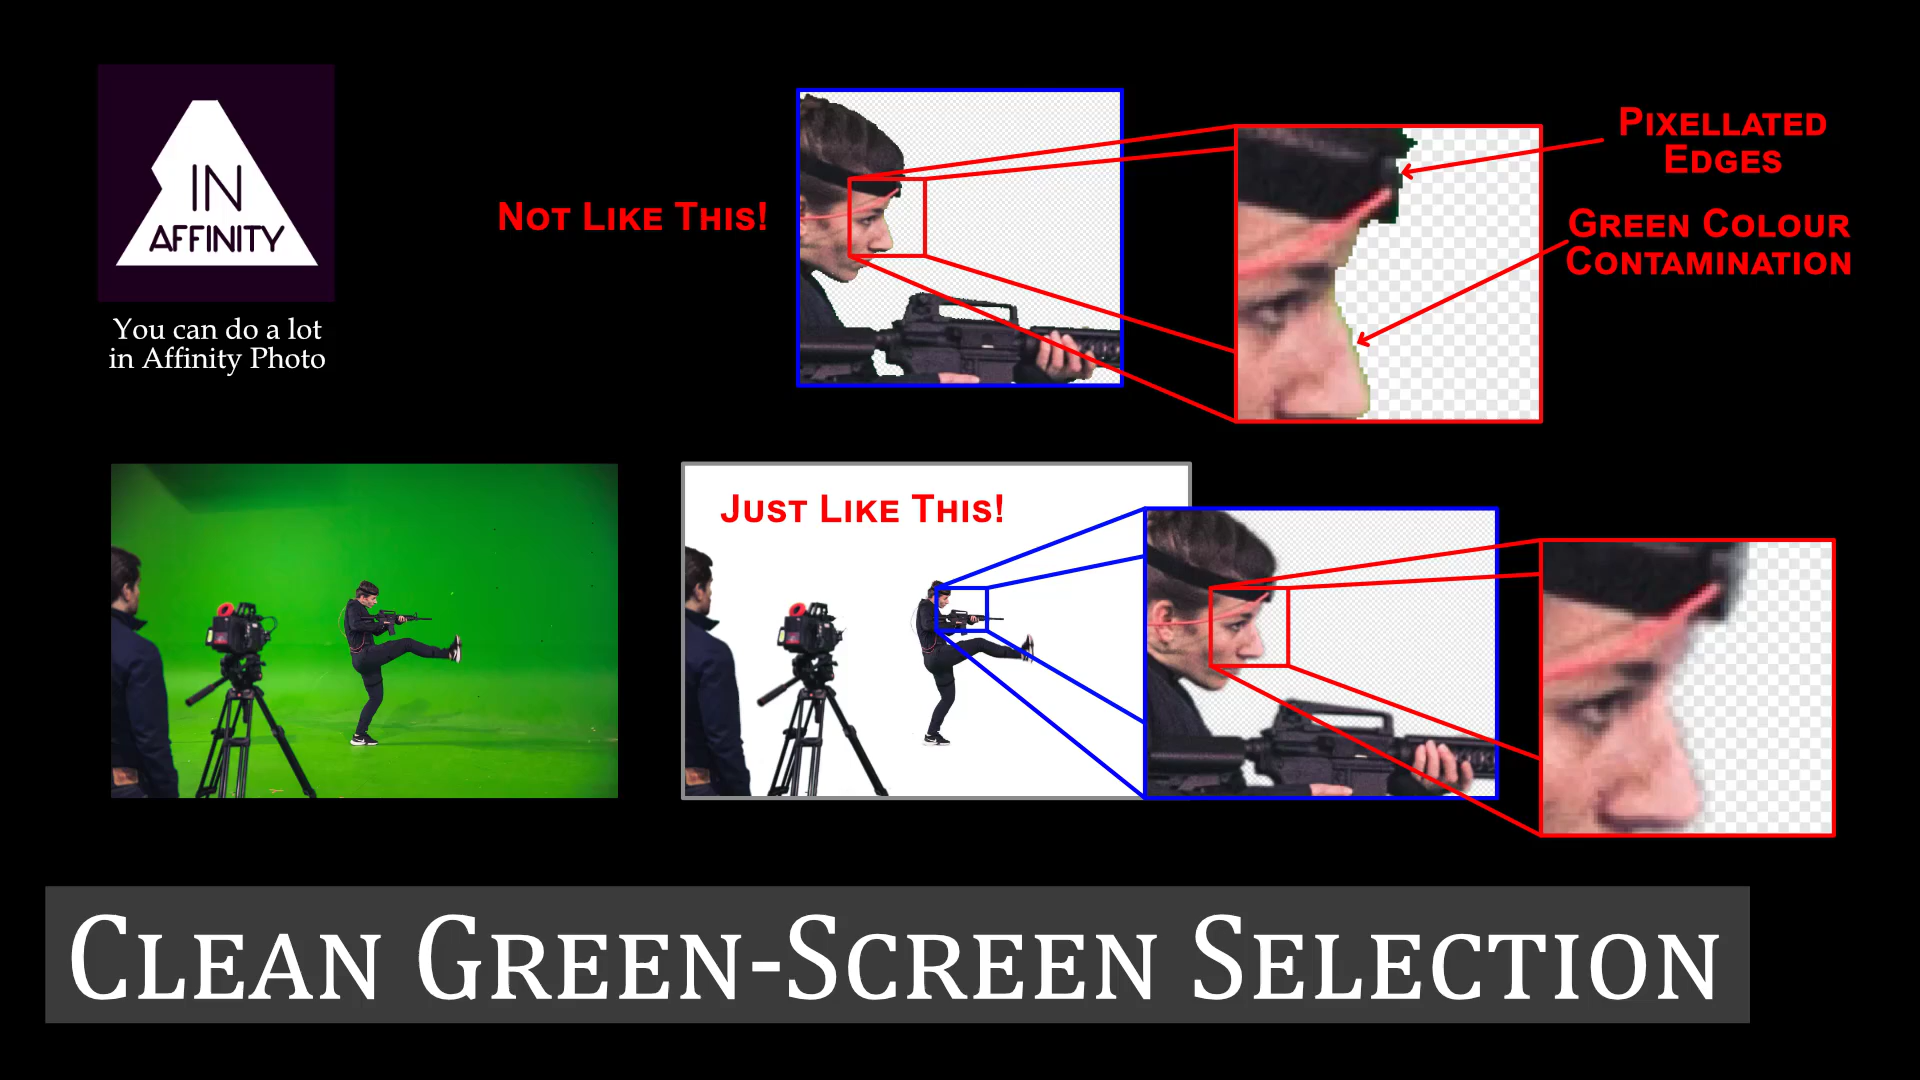 IN
AFFINITY
You can do a lot
in Affinity Photo
Not Like This!
Pixellated
Edges
Green Colour
Contamination
Just Like This!
Clean Green-Screen Selection